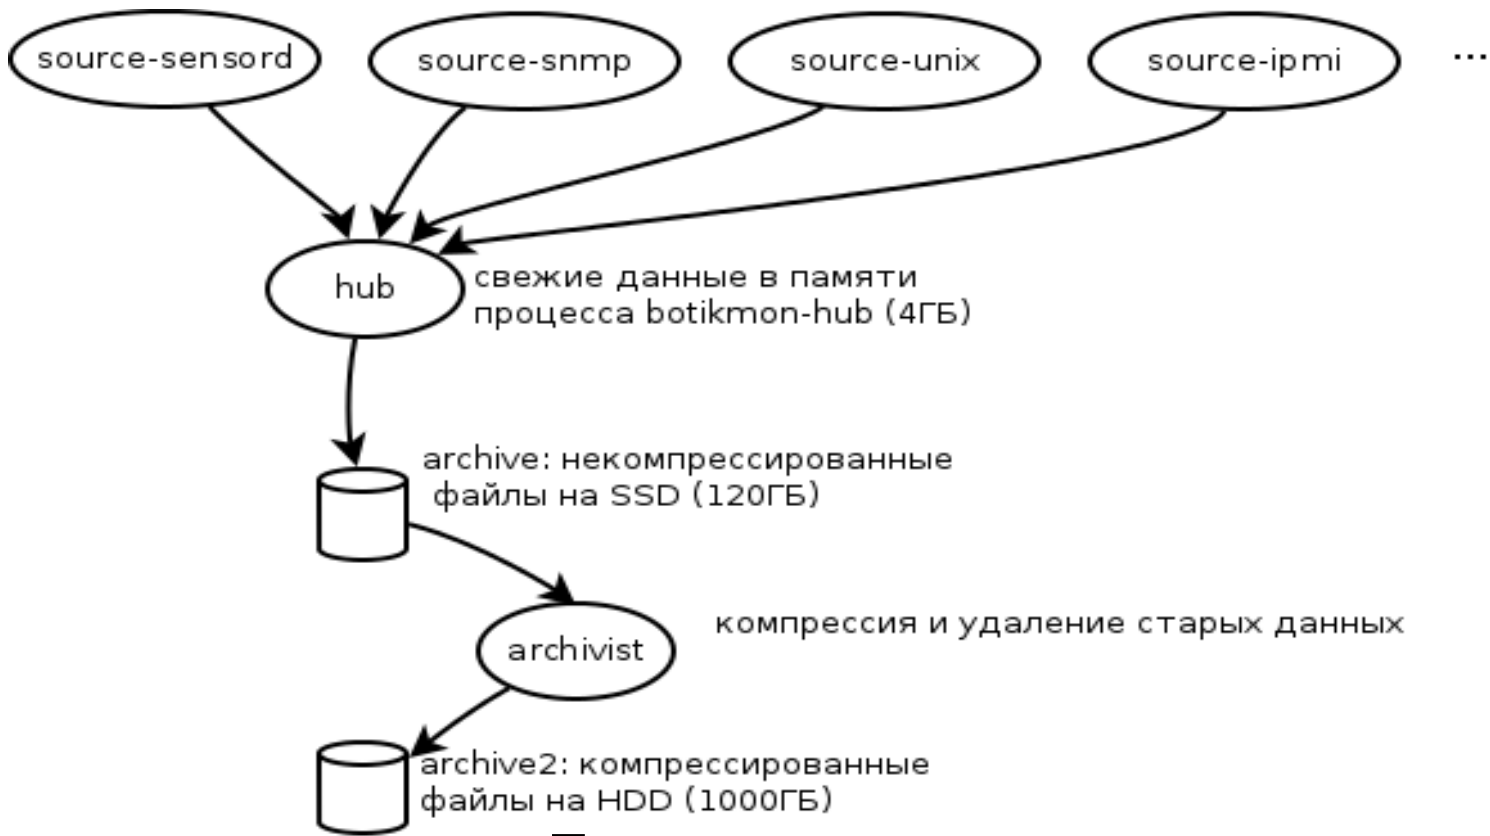 source-sensord
source-snmp
source-unix
source-ipmi
...
hub
свежие данные в памяти
процесса botikmon-hub (4ГБ)
archive: некомпрессированные
файлы на SSD (120ГБ)
archivist
компрессия и удаление старых данных
archive2: компрессированные
файлы на HDD (1000ГБ)